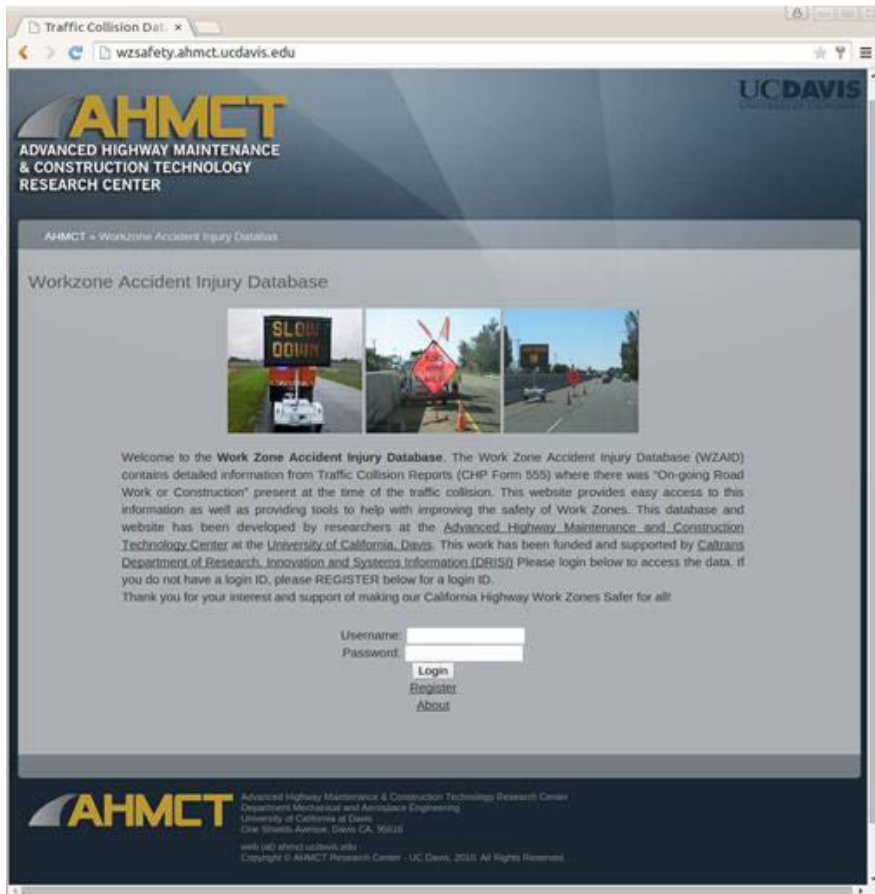 Traffic Collision Dat
wzsafety.ahmct.ucdavis.edu
UCDAVIS
AHMCT
ADVANCED HIGHWAY MAINTENANCE
& CONSTRUCTION TECHNOLOGY
RESEARCH CENTER
AHMCT » Workzone Accident Injury Databas
Workzone Accident Injury Database
SLOW
DOWN
Welcome to the Work Zone Accident Injury Database. The Work Zone Accident Injury Database (WZAID)
contains detailed information from Traffic Collision Reports (CHP Form 555) where there was "On-going Road
Work or Construction" present at the time of the traffic collision. This website provides easy access to this
information as well as providing tools to help with improving the safety of Work Zones. This database and
website has been developed by researchers at the Advanced Highway Maintenance and Construction
Technology Center at the University of California, Davis. This work has been funded and supported by Caltrans
Department of Research, Innovation and Systems Information (DRISI) Please login below to access the data. If
you do not have a login ID, please REGISTER below for a login ID.
Thank you for your interest and support of making our California Highway Work Zones Safer for all!
Username:
Password:
Login
Register
About
AHMCT
Advanced Highway Maintenance & Construction Technology Research Center
Department Mechanical and Aerospace Engineering
University of California at Davis
One Shields Avenue, Davis CA, 95616
web (at) ahmct.ucdavis.edu
Copyright © AHMCT Research Center - UC Davis, 2010. All Rights Reserved.